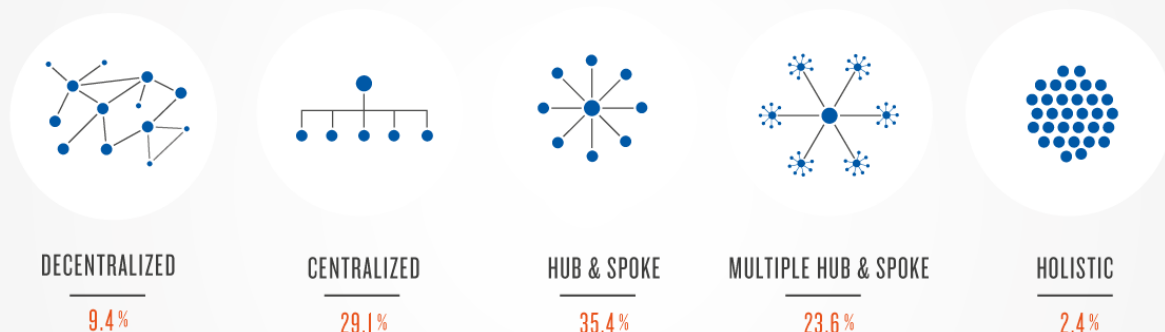 DECENTRALIZED
9.4%
CENTRALIZED
29.1%
HUB & SPOKE
35.4%
MULTIPLE HUB & SPOKE
23.6%
HOLISTIC
2.4%